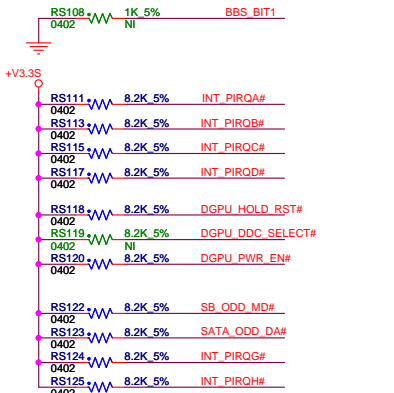 RS108 1K_5% BBS_BIT1
0402 NI
+V3.3S
RS111 8.2K_5% INT_PIRQA#
0402
RS113 8.2K_5% INT_PIRQB#
0402
RS115 8.2K_5% INT_PIRQC#
0402
RS117 8.2K_5% INT_PIRQD#
0402
RS118 8.2K_5% DGPU_HOLD_RST#
0402
RS119 8.2K_5% DGPU_DDC_SELECT#
0402 NI
RS120 8.2K_5% DGPU_PWR_EN#
0402
RS122 8.2K_5% SB_ODD_MD#
0402
RS123 8.2K_5% SATA_ODD_DA#
0402
RS124 8.2K_5% INT_PIRQG#
0402
RS125 8.2K_5% INT_PIRQH#
0402